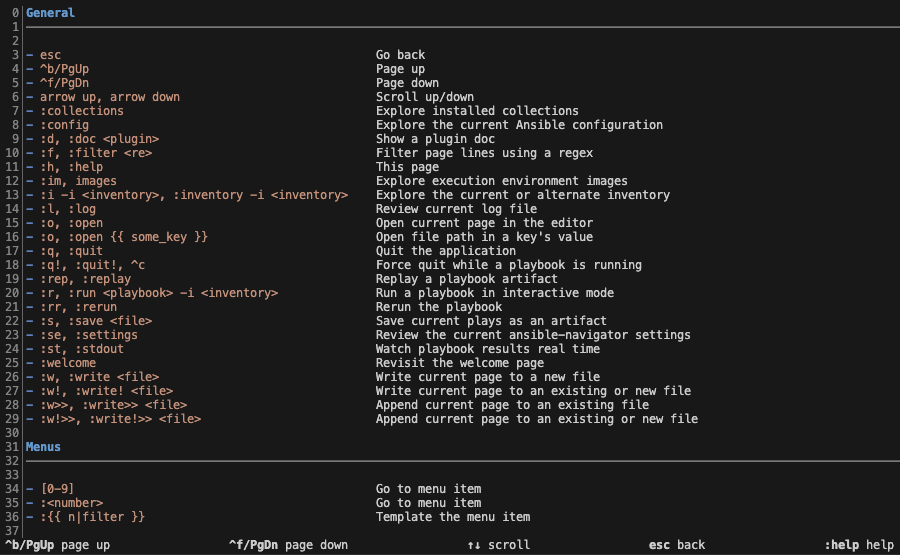 0 General
1
2
3 - esc Go back
4 - ^b/PgUp Page up
5 - ^f/PgDn Page down
6 - arrow up, arrow down Scroll up/down
7 - :collections Explore installed collections
8 - :config Explore the current Ansible configuration
9 - :d, :doc <plugin> Show a plugin doc
10 - :f, :filter <re> Filter page lines using a regex
11 - :h, :help This page
12 - :im, images Explore execution environment images
13 - :i -i <inventory>, :inventory -i <inventory> Explore the current or alternate inventory
14 - :l, :log Review current log file
15 - :o, :open Open current page in the editor
16 - :o, :open {{ some_key }} Open file path in a key's value
17 - :q, :quit Quit the application
18 - :q!, :quit!, ^c Force quit while a playbook is running
19 - :rep, :replay Replay a playbook artifact
20 - :r, :run <playbook> -i <inventory> Run a playbook in interactive mode
21 - :rr, :rerun Rerun the playbook
22 - :s, :save <file> Save current plays as an artifact
23 - :se, :settings Review the current ansible-navigator settings
24 - :st, :stdout Watch playbook results real time
25 - :welcome Revisit the welcome page
26 - :w, :write <file> Write current page to a new file
27 - :w!, :write! <file> Write current page to an existing or new file
28 - :w>>, :write>> <file> Append current page to an existing file
29 - :w!>>, :write!>> <file> Append current page to an existing or new file
30
31 Menus
32
33
34 - [0-9] Go to menu item
35 - :<number> Go to menu item
36 - :{{ n|filter }} Template the menu item
37
^b/PgUp page up ^f/PgDn page down ↑↓ scroll esc back :help help